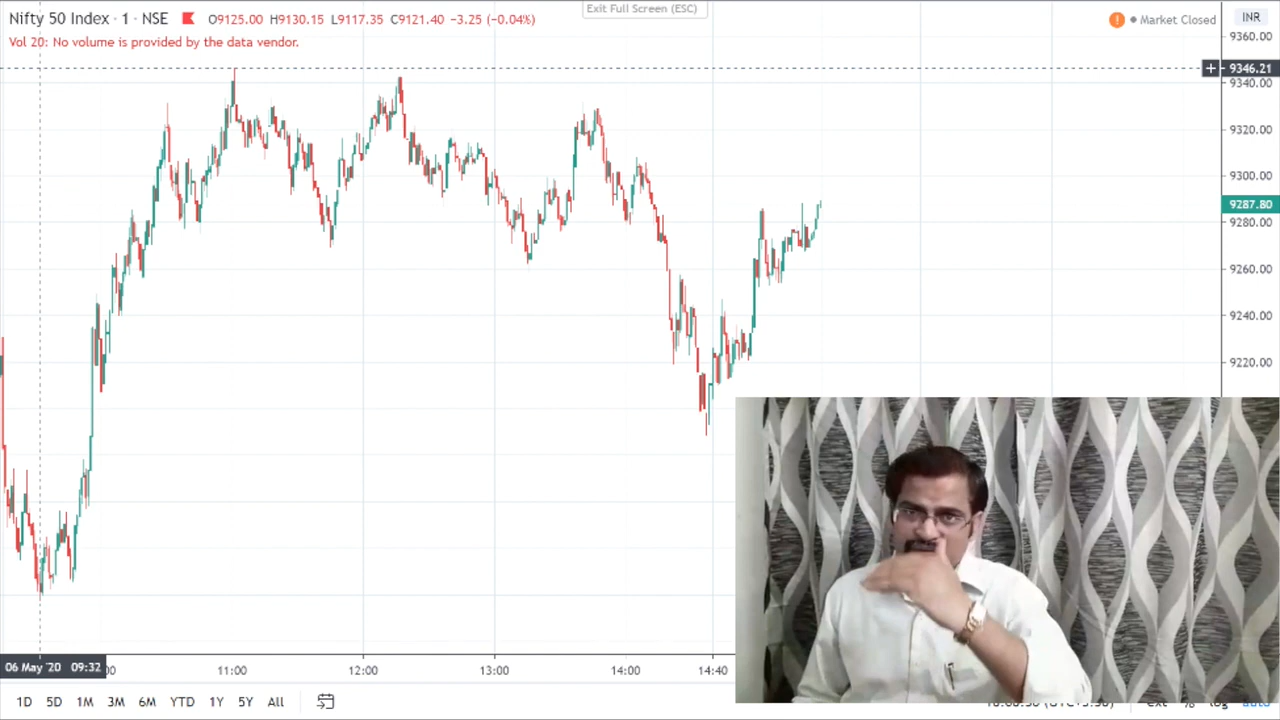 Exit Full Screen (ESC)
Nifty 50 Index · 1 · NSE O9125.00 H9130.15 L9117.35 C9121.40 −3.25 (−0.04%)
Market Closed
INR
Vol 20: No volume is provided by the data vendor.
9360.00
9346.21
9340.00
9320.00
9300.00
9287.80
9280.00
9260.00
9240.00
9220.00
06 May '20 09:32
11:00 12:00 13:00 14:00 14:40
1D 5D 1M 3M 6M YTD 1Y 5Y All